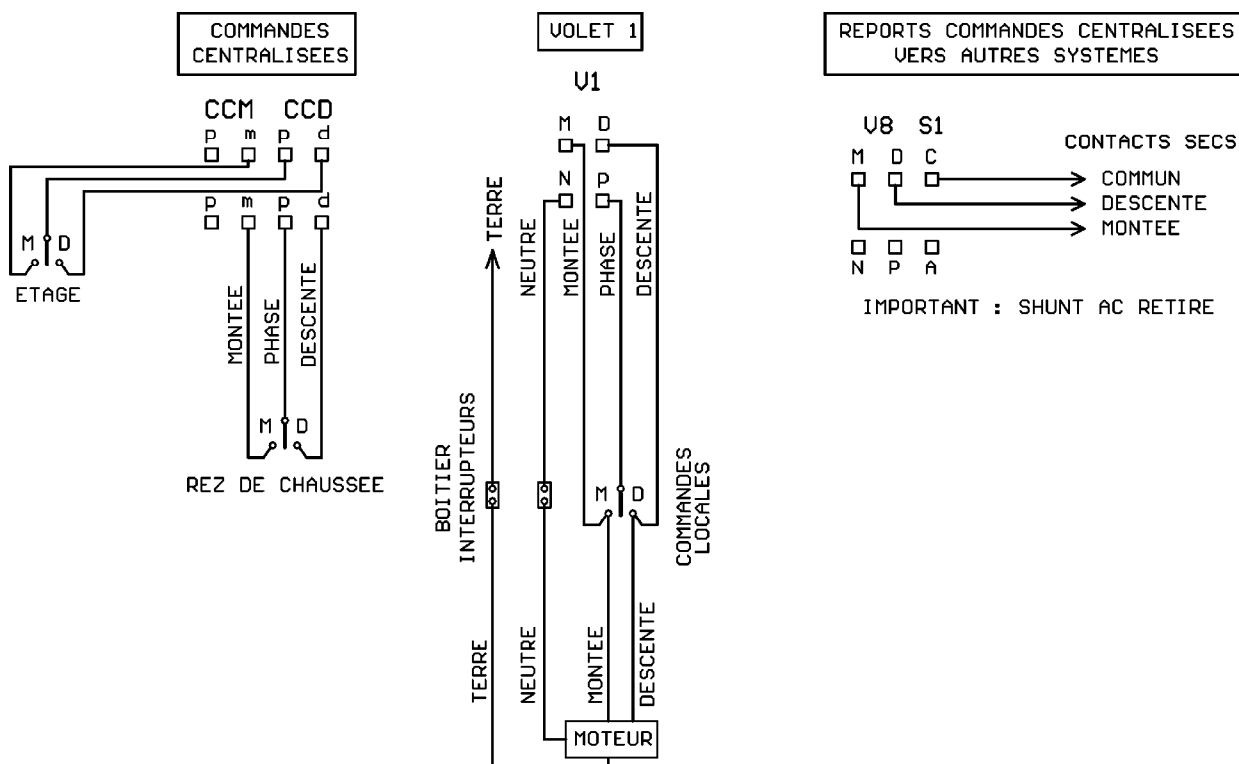 COMMANDES
CENTRALISEES
CCM CCD
p m p d
p m p d
M D
ETAGE
MONTEE
PHASE
DESCENTE
M D
REZ DE CHAUSSEE
VOLET 1
V1
M D
N P
TERRE
NEUTRE
MONTEE
PHASE
DESCENTE
BOITIER
INTERRUPTEURS
M D
COMMANDES
LOCALES
TERRE
NEUTRE
MONTEE
DESCENTE
MOTEUR
REPORTS COMMANDES CENTRALISEES
VERS AUTRES SYSTEMES
V8 S1
CONTACTS SECS
M D C
COMMUN
DESCENTE
MONTEE
N P A
IMPORTANT : SHUNT AC RETIRE